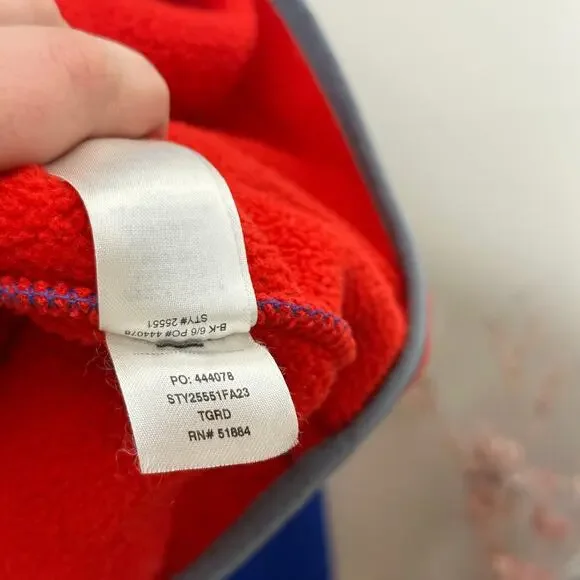 STY# 25551
B-K 6/6 PO# 444078
PO: 444078
STY25551FA23
TGRD
RN# 51884